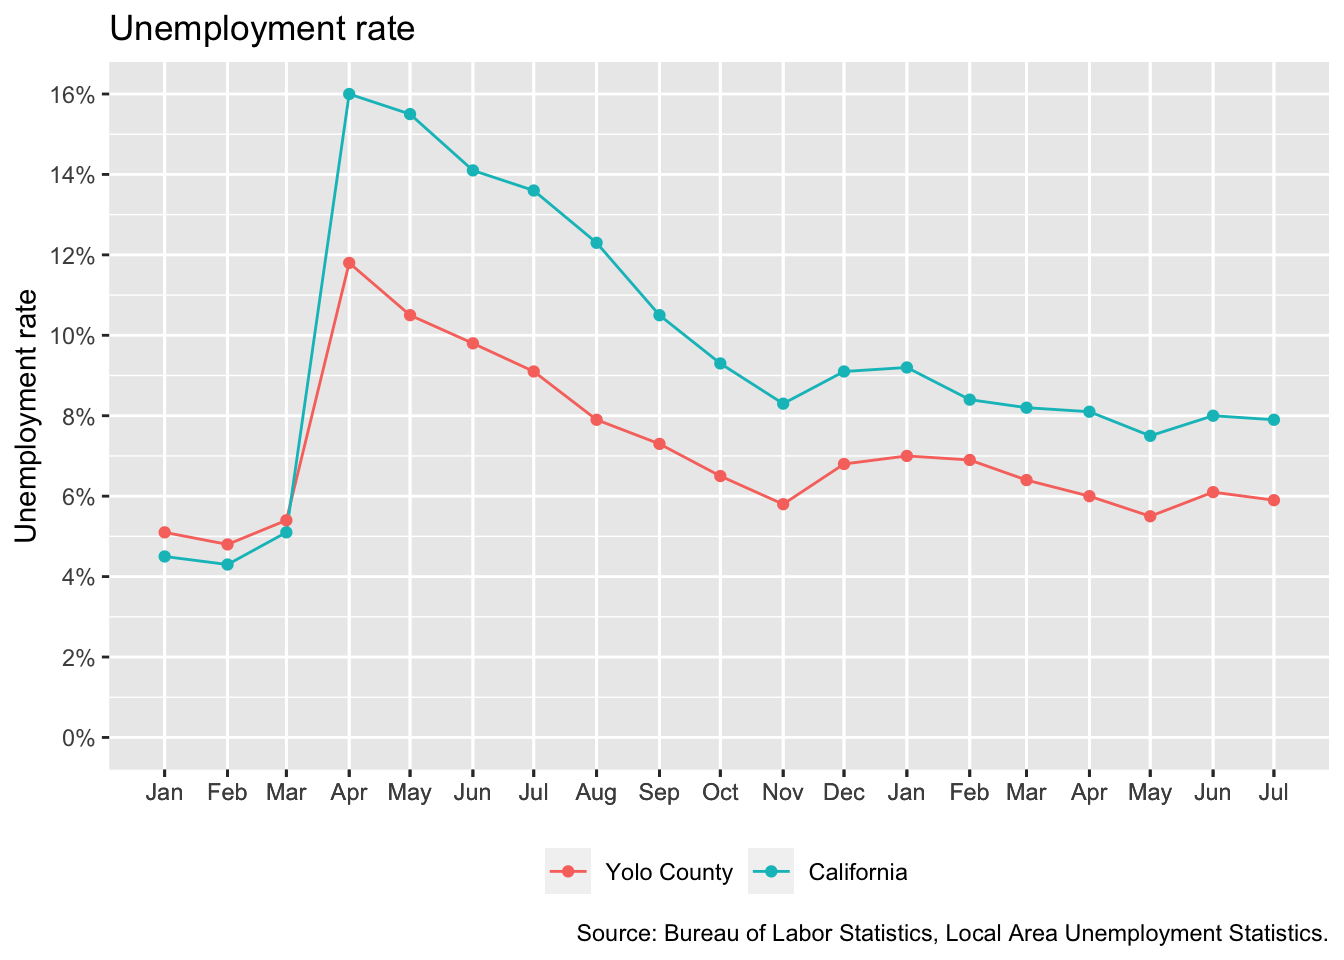 Unemployment rate
Unemployment rate
16%
14%
12%
10%
8%
6%
4%
2%
0%
Jan Feb Mar Apr May Jun Jul Aug Sep Oct Nov Dec Jan Feb Mar Apr May Jun Jul
Yolo County California
Source: Bureau of Labor Statistics, Local Area Unemployment Statistics.